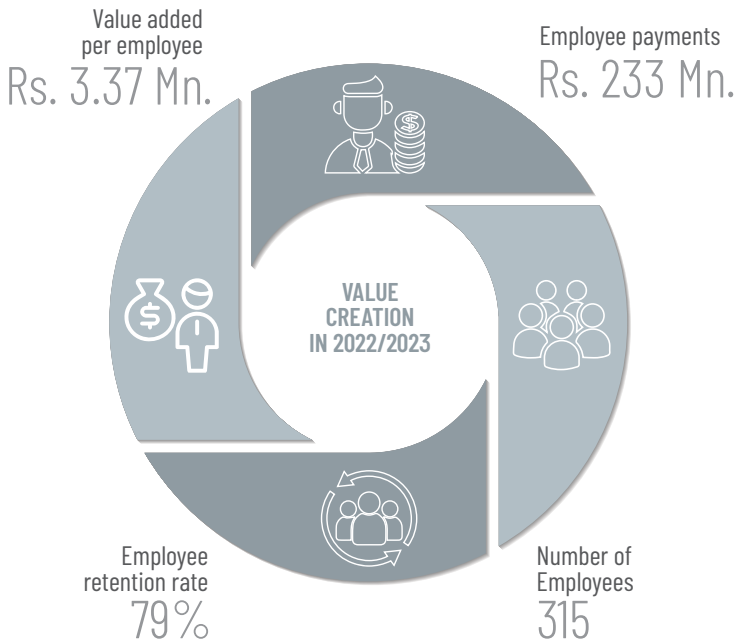 Value added
per employee
Rs. 3.37 Mn.
Employee payments
Rs. 233 Mn.
VALUE
CREATION
IN 2022/2023
Employee
retention rate
79%
Number of
Employees
315